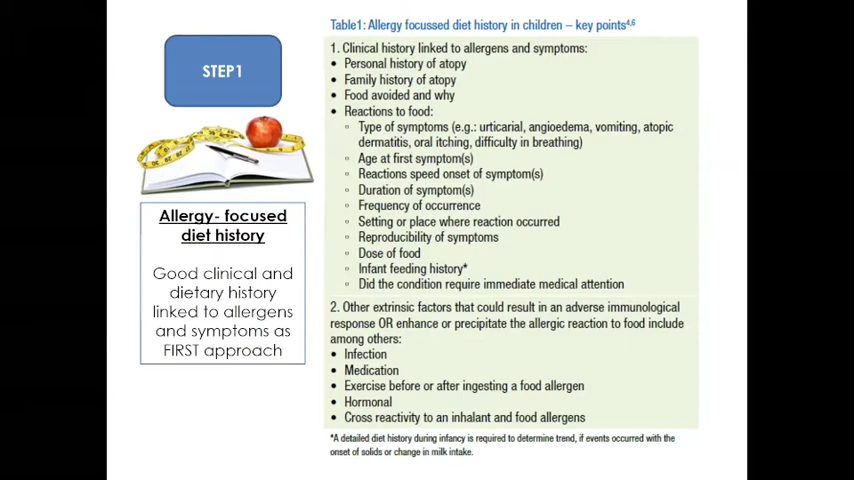 STEP1
Allergy- focused
diet history
Good clinical and
dietary history
linked to allergens
and symptoms as
FIRST approach
Table1: Allergy focussed diet history in children – key points4,6
1. Clinical history linked to allergens and symptoms:
• Personal history of atopy
• Family history of atopy
• Food avoided and why
• Reactions to food:
◦ Type of symptoms (e.g.: urticarial, angioedema, vomiting, atopic
dermatitis, oral itching, difficulty in breathing)
◦ Age at first symptom(s)
◦ Reactions speed onset of symptom(s)
◦ Duration of symptom(s)
◦ Frequency of occurrence
◦ Setting or place where reaction occurred
◦ Reproducibility of symptoms
◦ Dose of food
◦ Infant feeding history*
◦ Did the condition require immediate medical attention
2. Other extrinsic factors that could result in an adverse immunological
response OR enhance or precipitate the allergic reaction to food include
among others:
• Infection
• Medication
• Exercise before or after ingesting a food allergen
• Hormonal
• Cross reactivity to an inhalant and food allergens
*A detailed diet history during infancy is required to determine trend, if events occurred with the
onset of solids or change in milk intake.